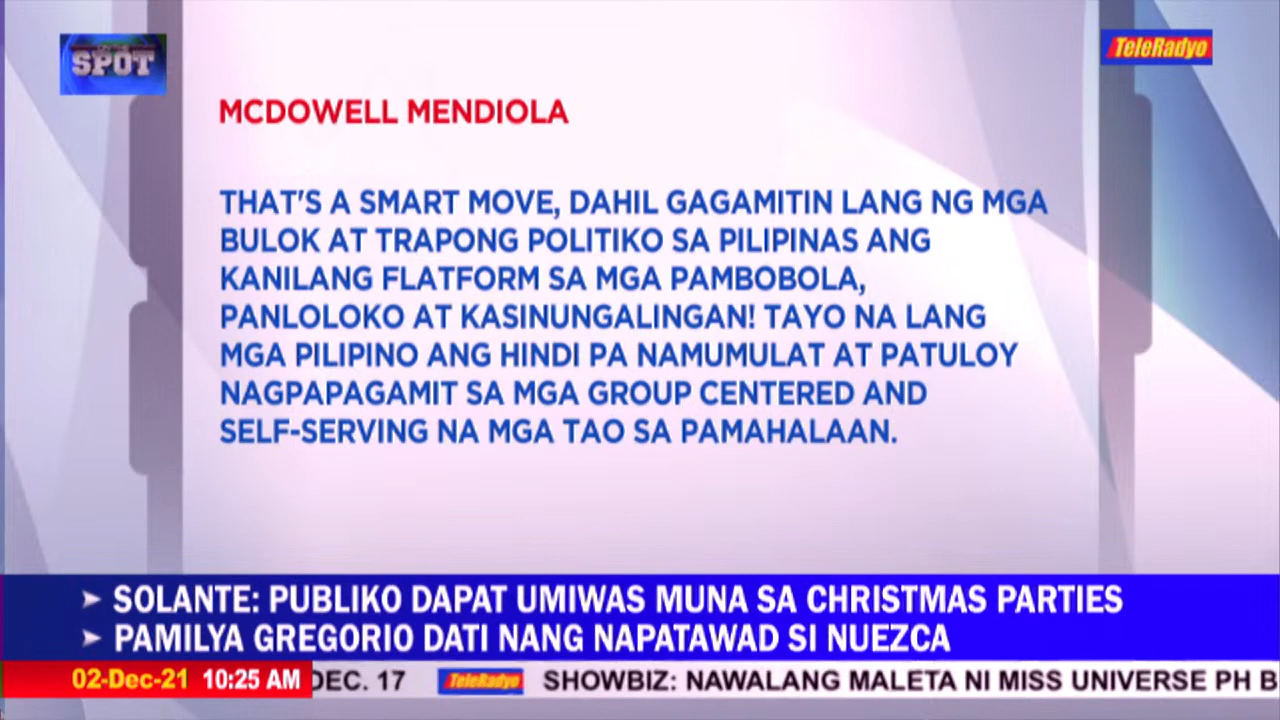 SPOT
TeleRadyo
MCDOWELL MENDIOLA
THAT'S A SMART MOVE, DAHIL GAGAMITIN LANG NG MGA
BULOK AT TRAPONG POLITIKO SA PILIPINAS ANG
KANILANG FLATFORM SA MGA PAMBOBOLA,
PANLOLOKO AT KASINUNGALINGAN! TAYO NA LANG
MGA PILIPINO ANG HINDI PA NAMUMULAT AT PATULOY
NAGPAPAGAMIT SA MGA GROUP CENTERED AND
SELF-SERVING NA MGA TAO SA PAMAHALAAN.
➤ SOLANTE: PUBLIKO DAPAT UMIWAS MUNA SA CHRISTMAS PARTIES
➤ PAMILYA GREGORIO DATI NANG NAPATAWAD SI NUEZCA
02-Dec-21 10:25 AM DEC. 17 TeleRadyo SHOWBIZ: NAWALANG MALETA NI MISS UNIVERSE PH B